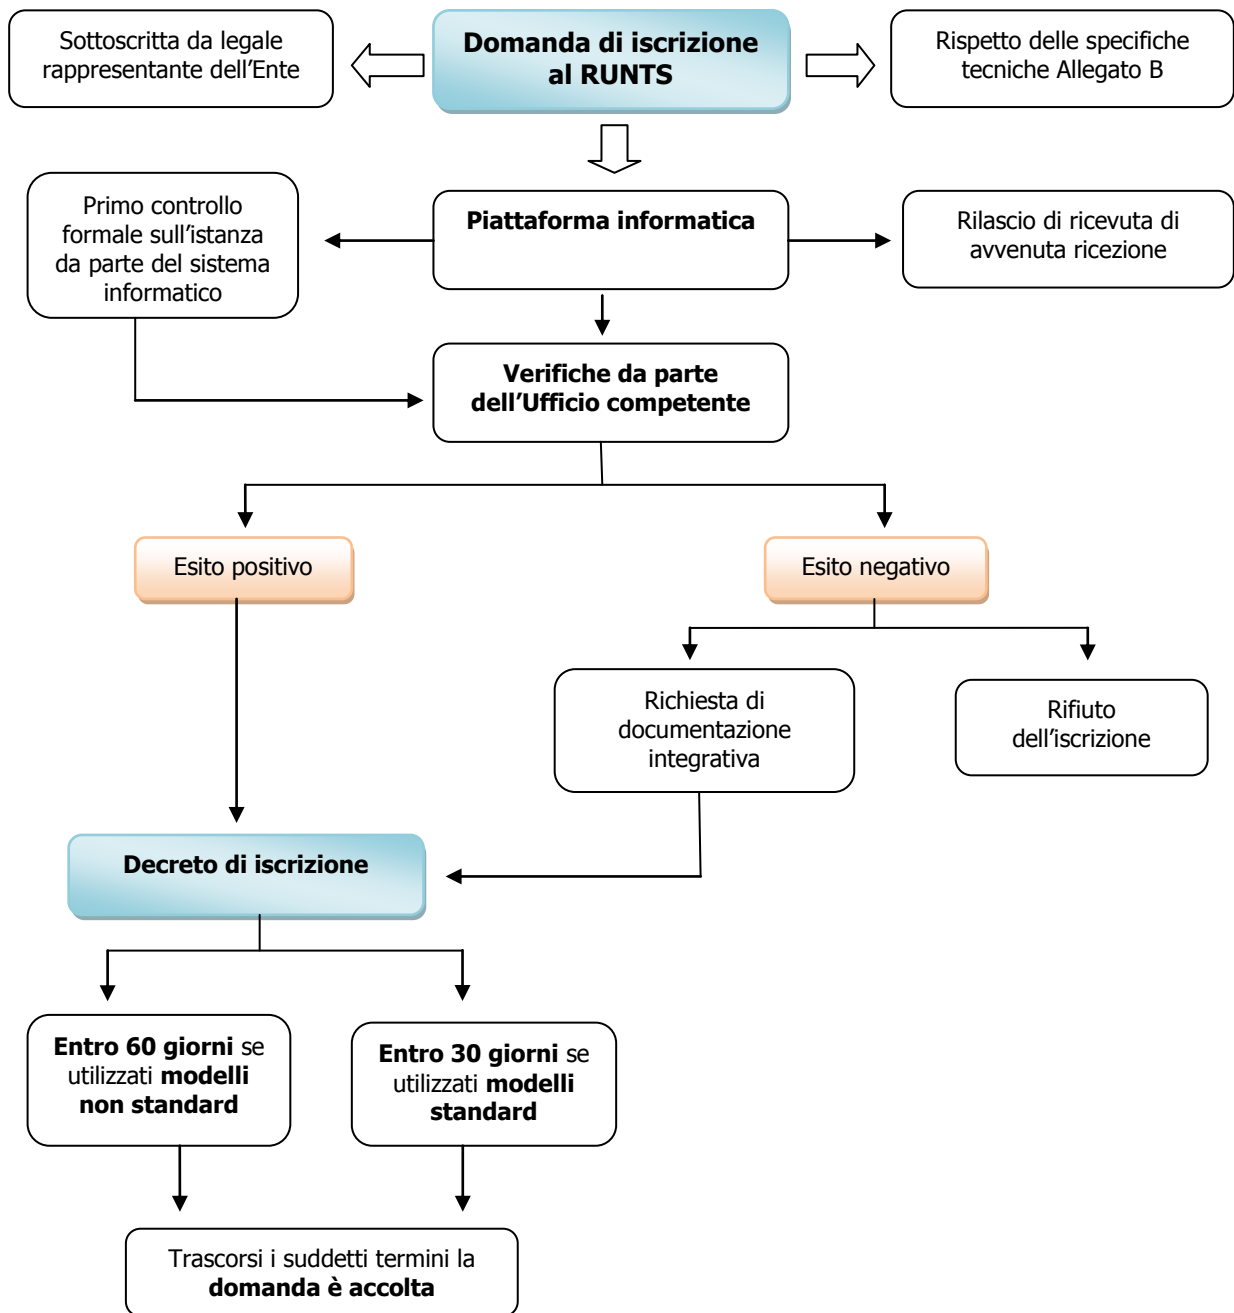 Sottoscritta da legale
rappresentante dell’Ente
Domanda di iscrizione
al RUNTS
Rispetto delle specifiche
tecniche Allegato B
Primo controllo
formale sull’istanza
da parte del sistema
informatico
Piattaforma informatica
Rilascio di ricevuta di
avvenuta ricezione
Verifiche da parte
dell’Ufficio competente
Esito positivo
Esito negativo
Richiesta di
documentazione
integrativa
Rifiuto
dell’iscrizione
Decreto di iscrizione
Entro 60 giorni se
utilizzati modelli
non standard
Entro 30 giorni se
utilizzati modelli
standard
Trascorsi i suddetti termini la
domanda è accolta